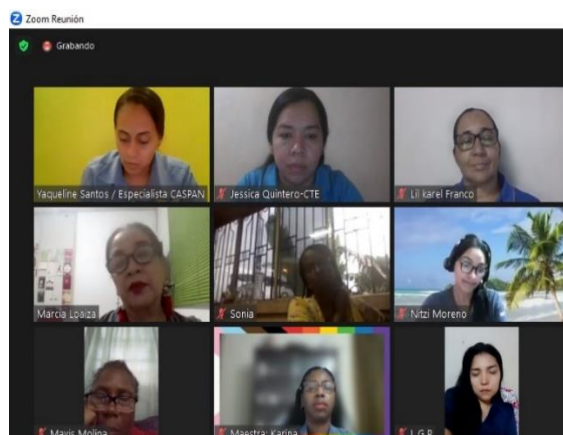 Zoom Reunión
Grabando
Yaqueline Santos / Especialista CASPAN
Jessica Quintero-CTE
Lil karel Franco
Marcia Loaiza
Sonia
Nitzi Moreno
Mavis Molina
Maestra: Karina
L.G.R